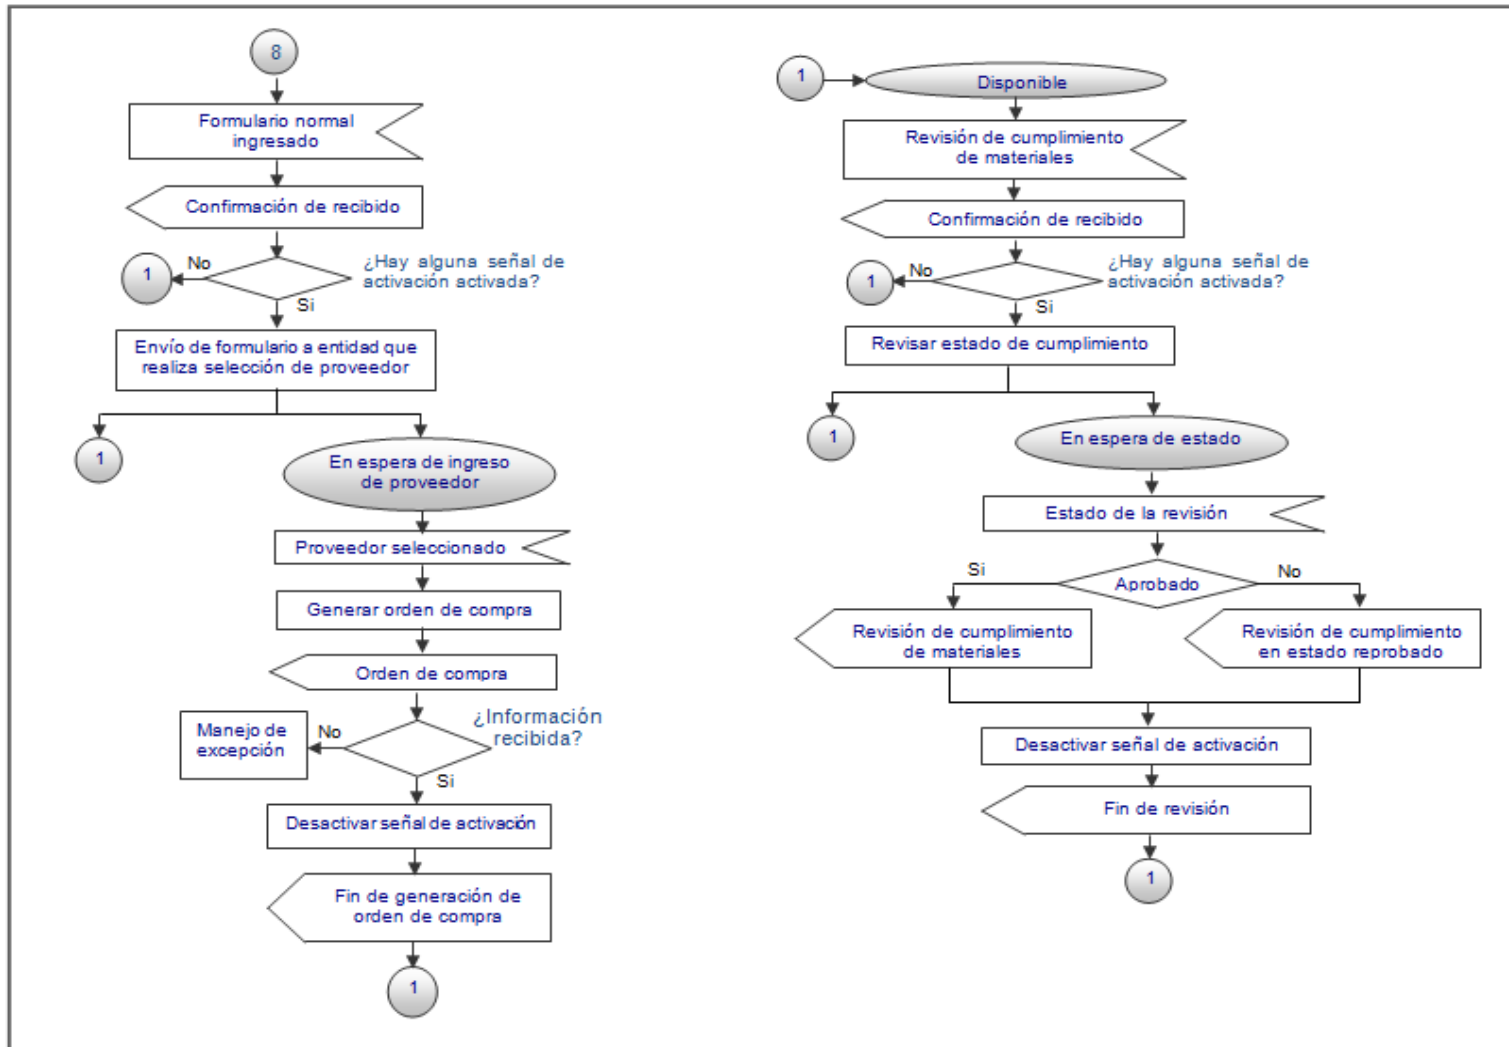 8
Formulario normal
ingresado
Confirmación de recibido
¿Hay alguna señal de
activación activada?
No
1
Si
Envío de formulario a entidad que
realiza selección de proveedor
1
En espera de ingreso
de proveedor
Proveedor seleccionado
Generar orden de compra
Orden de compra
¿Información
recibida?
No
Manejo de
excepción
Si
Desactivar señal de activación
Fin de generación de
orden de compra
1
1
Disponible
Revisión de cumplimiento
de materiales
Confirmación de recibido
¿Hay alguna señal de
activación activada?
No
1
Si
Revisar estado de cumplimiento
1
En espera de estado
Estado de la revisión
Si
Aprobado
No
Revisión de cumplimiento
de materiales
Revisión de cumplimiento
en estado reprobado
Desactivar señal de activación
Fin de revisión
1